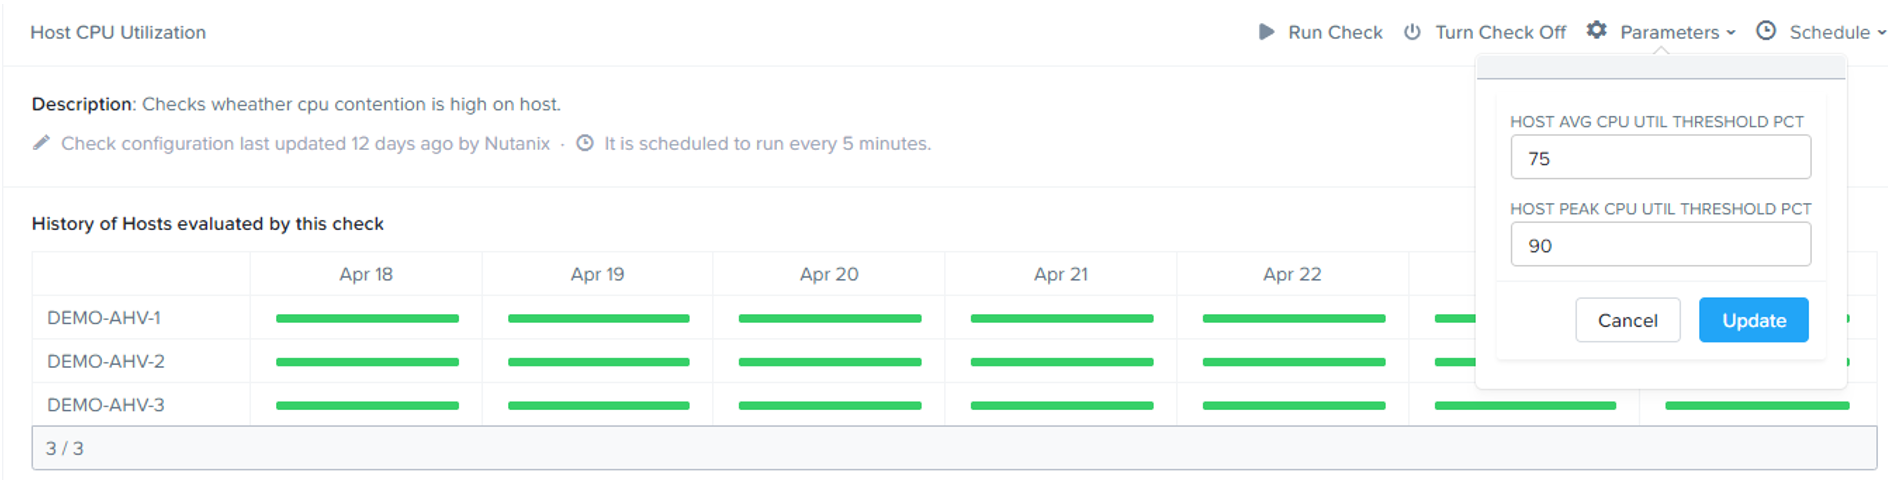 Host CPU Utilization
Run Check
Turn Check Off
Parameters
Schedule
Description: Checks wheather cpu contention is high on host.
Check configuration last updated 12 days ago by Nutanix · It is scheduled to run every 5 minutes.
HOST AVG CPU UTIL THRESHOLD PCT
75
HOST PEAK CPU UTIL THRESHOLD PCT
90
Cancel
Update
History of Hosts evaluated by this check
Apr 18
Apr 19
Apr 20
Apr 21
Apr 22
DEMO-AHV-1
DEMO-AHV-2
DEMO-AHV-3
3 / 3